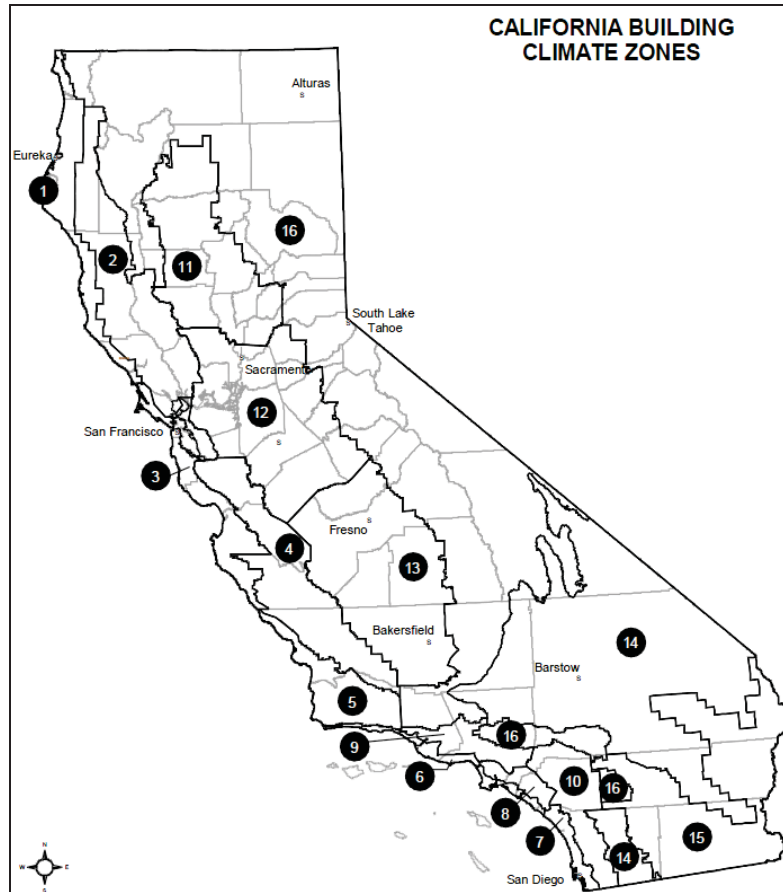 CALIFORNIA BUILDING
CLIMATE ZONES
Alturas
S
Eureka
1
16
2
11
South Lake
Tahoe
S
S
Sacramento
12
San Francisco
S
S
3
Fresno
S
4
13
Bakersfield
S
14
Barstow
S
5
16
9
6
10
16
8
7
15
14
San Diego
S
N
W
E
S